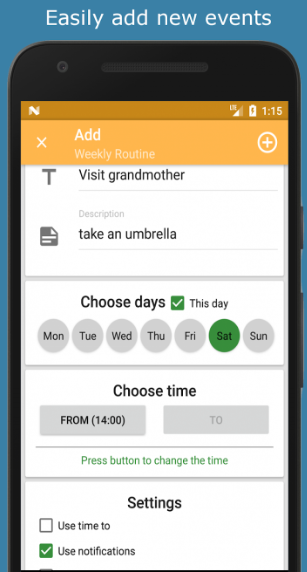 Easily add new events
1:15
Add
Weekly Routine
Visit grandmother
Description
take an umbrella
Choose days This day
Mon Tue Wed Thu Fri Sat Sun
Choose time
FROM (14:00) TO
Press button to change the time
Settings
Use time to
Use notifications